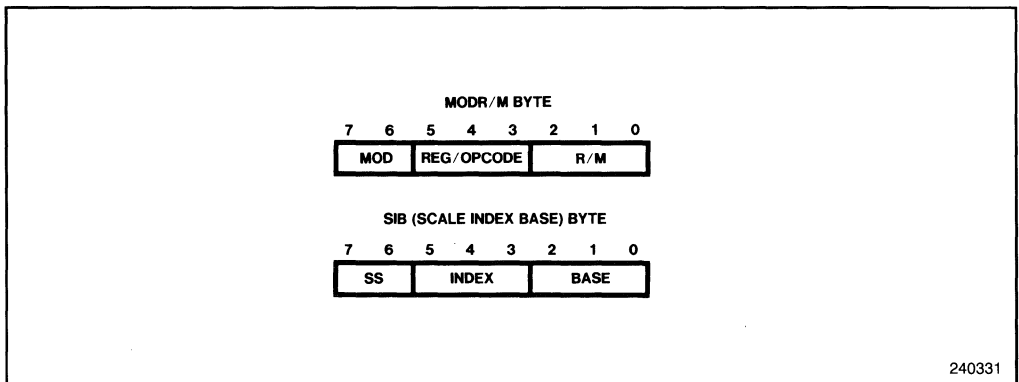 MODR/M BYTE
7 6 5 4 3 2 1 0
MOD REG/OPCODE R/M
SIB (SCALE INDEX BASE) BYTE
7 6 5 4 3 2 1 0
SS INDEX BASE
240331